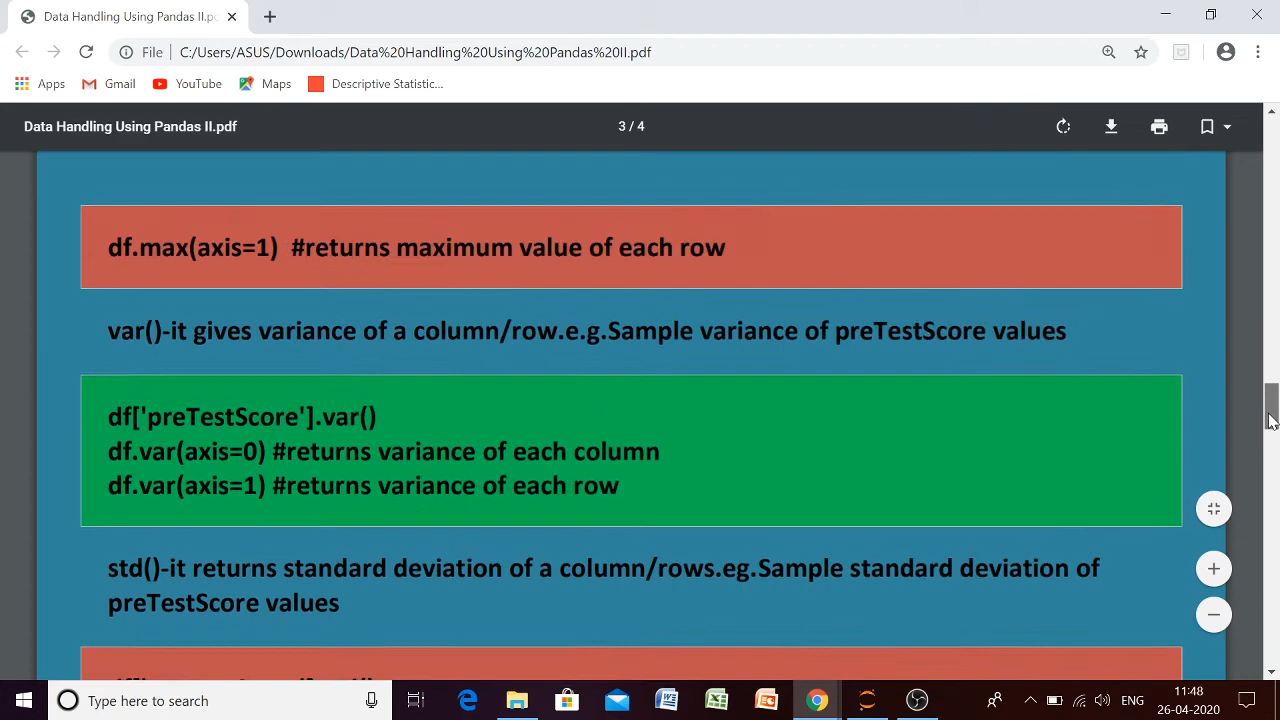 Data Handling Using Pandas II.pc
File C:/Users/ASUS/Downloads/Data%20Handling%20Using%20Pandas%20II.pdf
Apps Gmail YouTube Maps Descriptive Statistic...
Data Handling Using Pandas II.pdf 3 / 4
df.max(axis=1) #returns maximum value of each row
var()-it gives variance of a column/row.e.g.Sample variance of preTestScore values
df['preTestScore'].var()
df.var(axis=0) #returns variance of each column
df.var(axis=1) #returns variance of each row
std()-it returns standard deviation of a column/rows.eg.Sample standard deviation of
preTestScore values
Type here to search
ENG
11:48
26-04-2020